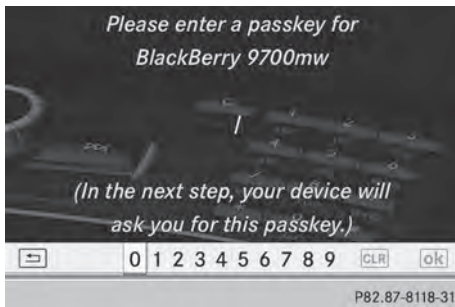 Please enter a passkey for
BlackBerry 9700mw
(In the next step, your device will
ask you for this passkey.)
0 1 2 3 4 5 6 7 8 9 CLR ok
P82.87-8118-31